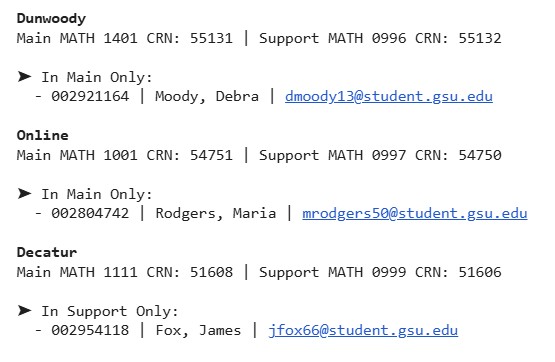 Dunwoody
Main MATH 1401 CRN: 55131 | Support MATH 0996 CRN: 55132
➤ In Main Only:
- 002921164 | Moody, Debra | dmoody13@student.gsu.edu
Online
Main MATH 1001 CRN: 54751 | Support MATH 0997 CRN: 54750
➤ In Main Only:
- 002804742 | Rodgers, Maria | mrodgers50@student.gsu.edu
Decatur
Main MATH 1111 CRN: 51608 | Support MATH 0999 CRN: 51606
➤ In Support Only:
- 002954118 | Fox, James | jfox66@student.gsu.edu